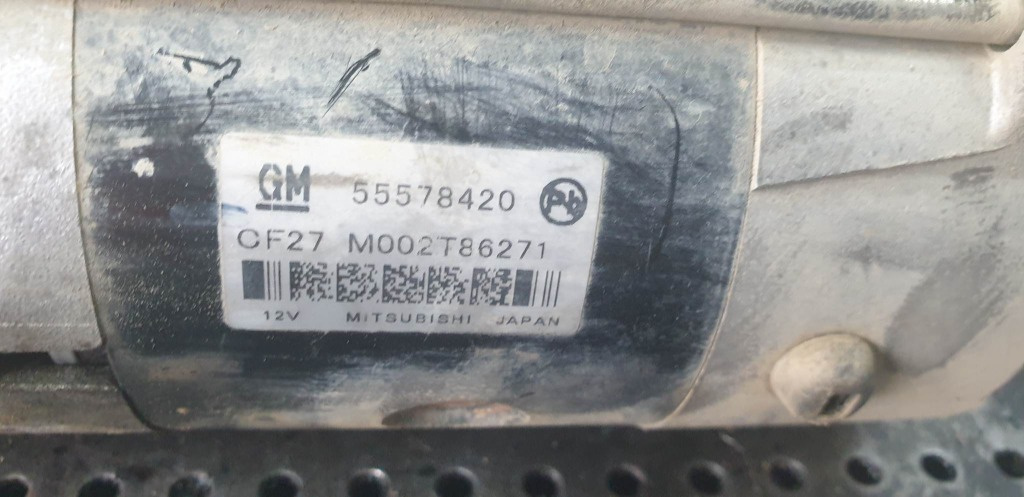 GM 55578420 Pb
CF27 M002T86271
12V MITSUBISHI JAPAN